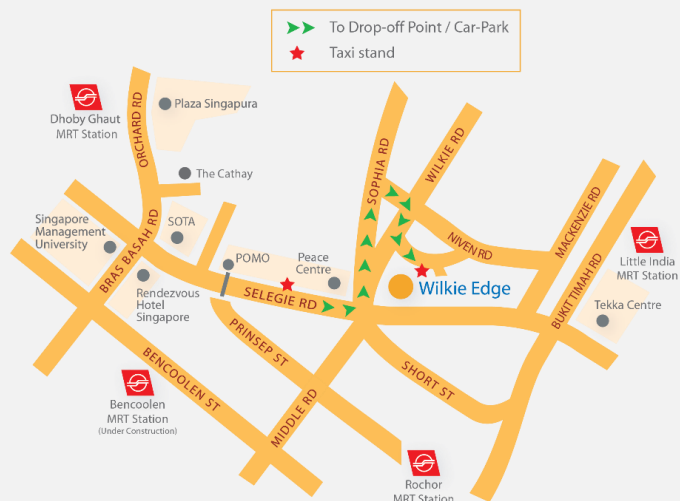 To Drop-off Point / Car-Park
Taxi stand
Dhoby Ghaut
MRT Station
ORCHARD RD
Plaza Singapura
The Cathay
SOPHIA RD
WILKIE RD
Singapore
Management
University
BRAS BASAH RD
SOTA
NIVEN RD
MACKENZIE RD
Little India
MRT Station
POMO
Peace
Centre
Rendezvous
Hotel
Singapore
SELEGIE RD
Wilkie Edge
BUKIT TIMAH RD
Tekka Centre
PRINSEP ST
BENCOOLEN ST
MIDDLE RD
SHORT ST
Bencoolen
MRT Station
(Under Construction)
Rochor
MRT Station